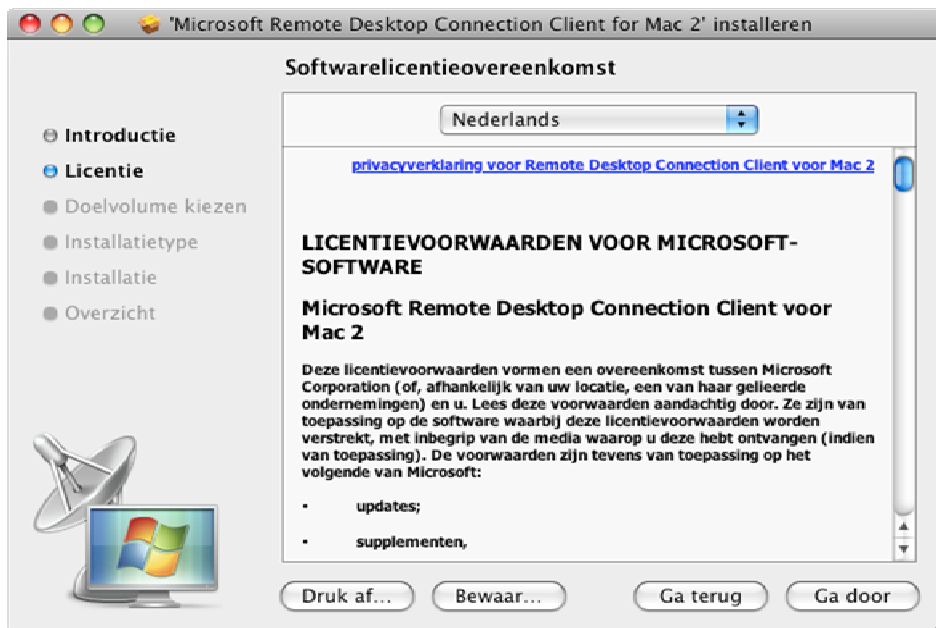 'Microsoft Remote Desktop Connection Client for Mac 2' installeren
Softwarelicentieovereenkomst
Introductie
Licentie
Doelvolume kiezen
Installatietype
Installatie
Overzicht
Nederlands
privacyverklaring voor Remote Desktop Connection Client voor Mac 2
LICENTIEVOORWAARDEN VOOR MICROSOFT-
SOFTWARE
Microsoft Remote Desktop Connection Client voor
Mac 2
Deze licentievoorwaarden vormen een overeenkomst tussen Microsoft
Corporation (of, afhankelijk van uw locatie, een van haar gelieerde
ondernemingen) en u. Lees deze voorwaarden aandachtig door. Ze zijn van
toepassing op de software waarbij deze licentievoorwaarden worden
verstrekt, met inbegrip van de media waarop u deze hebt ontvangen (indien
van toepassing). De voorwaarden zijn tevens van toepassing op het
volgende van Microsoft:
· updates;
· supplementen,
Druk af...
Bewaar...
Ga terug
Ga door